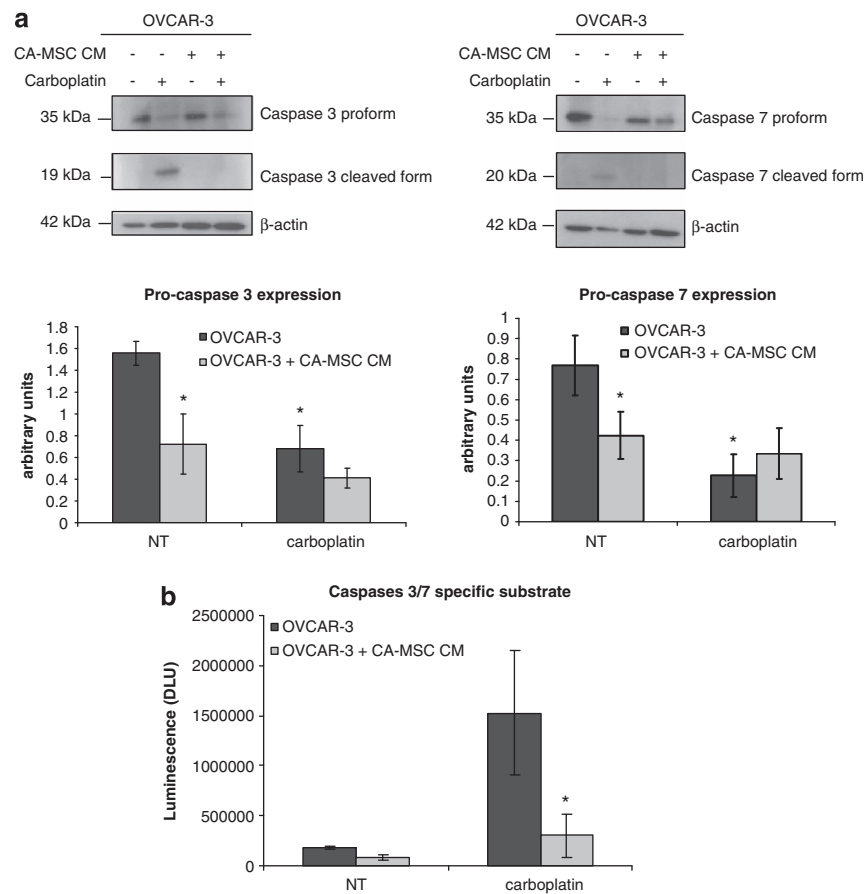 a
OVCAR-3
CA-MSC CM - - + +
Carboplatin - + - +
35 kDa Caspase 3 proform
19 kDa Caspase 3 cleaved form
42 kDa β-actin
OVCAR-3
CA-MSC CM - - + +
Carboplatin - + - +
35 kDa Caspase 7 proform
20 kDa Caspase 7 cleaved form
42 kDa β-actin
Pro-caspase 3 expression
arbitrary units
1.8
1.6
1.4
1.2
1
0.8
0.6
0.4
0.2
0
OVCAR-3
OVCAR-3 + CA-MSC CM
*
*
NT
carboplatin
Pro-caspase 7 expression
arbitrary units
1
0.9
0.8
0.7
0.6
0.5
0.4
0.3
0.2
0.1
0
OVCAR-3
OVCAR-3 + CA-MSC CM
*
*
NT
carboplatin
b
Caspases 3/7 specific substrate
Luminescence (DLU)
2500000
2000000
1500000
1000000
500000
0
OVCAR-3
OVCAR-3 + CA-MSC CM
*
NT
carboplatin